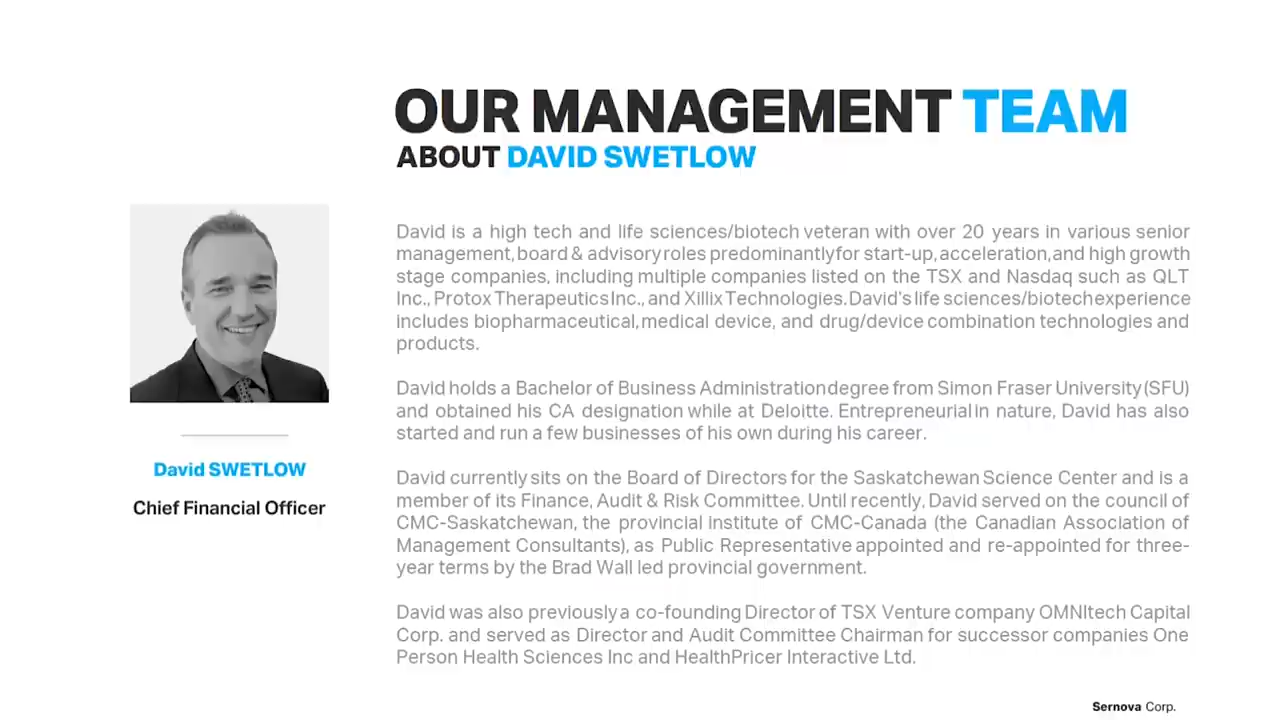 OUR MANAGEMENT TEAM
ABOUT DAVID SWETLOW
David is a high tech and life sciences/biotech veteran with over 20 years in various senior
management, board & advisory roles predominantly for start-up, acceleration, and high growth
stage companies, including multiple companies listed on the TSX and Nasdaq such as QLT
Inc., Protox Therapeutics Inc., and Xillix Technologies. David's life sciences/biotech experience
includes biopharmaceutical, medical device, and drug/device combination technologies and
products.
David holds a Bachelor of Business Administration degree from Simon Fraser University (SFU)
and obtained his CA designation while at Deloitte. Entrepreneurial in nature, David has also
started and run a few businesses of his own during his career.
David currently sits on the Board of Directors for the Saskatchewan Science Center and is a
member of its Finance, Audit & Risk Committee. Until recently, David served on the council of
CMC-Saskatchewan, the provincial institute of CMC-Canada (the Canadian Association of
Management Consultants), as Public Representative appointed and re-appointed for three-
year terms by the Brad Wall led provincial government.
David was also previously a co-founding Director of TSX Venture company OMNItech Capital
Corp. and served as Director and Audit Committee Chairman for successor companies One
Person Health Sciences Inc and HealthPricer Interactive Ltd.
David SWETLOW
Chief Financial Officer
Sernova Corp.